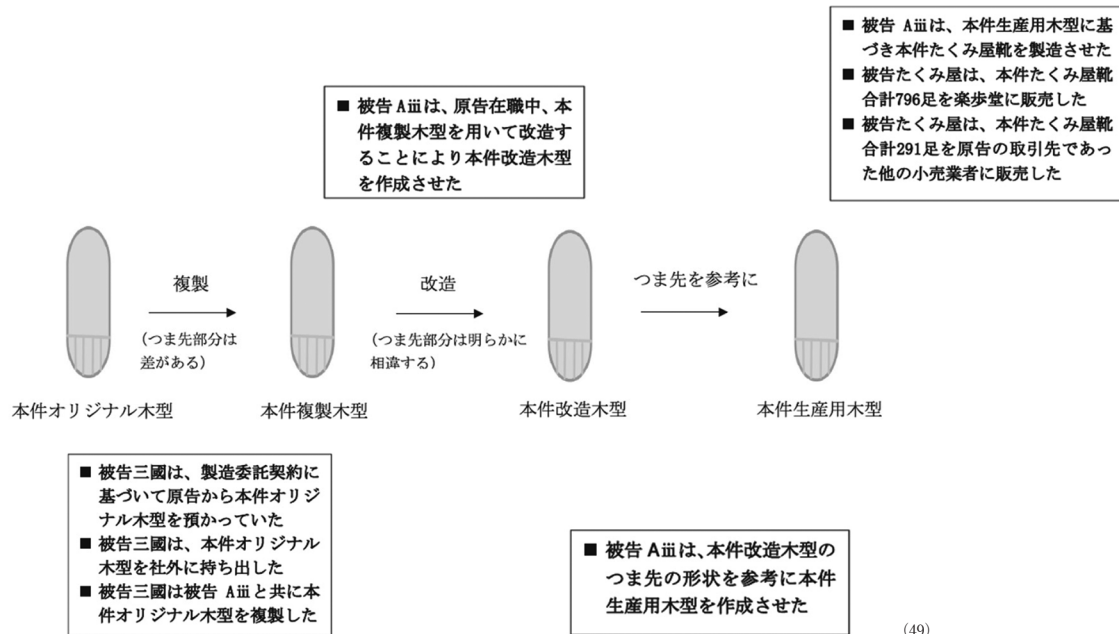 ■ 被告 Aⅲは、本件生産用木型に基
づき本件たくみ屋靴を製造させた
■ 被告たくみ屋は、本件たくみ屋靴
合計796足を楽歩堂に販売した
■ 被告たくみ屋は、本件たくみ屋靴
合計291足を原告の取引先であっ
た他の小売業者に販売した
■ 被告 Aⅲは、原告在職中、本
件複製木型を用いて改造す
ることにより本件改造木型
を作成させた
複製
(つま先部分は
差がある)
改造
(つま先部分は明らかに
相違する)
つま先を参考に
本件オリジナル木型
本件複製木型
本件改造木型
本件生産用木型
■ 被告三國は、製造委託契約に
基づいて原告から本件オリジ
ナル木型を預かっていた
■ 被告三國は、本件オリジナル
木型を社外に持ち出した
■ 被告三國は被告 Aⅲと共に本
件オリジナル木型を複製した
■ 被告 Aⅲは、本件改造木型の
つま先の形状を参考に本件
生産用木型を作成させた
(49)